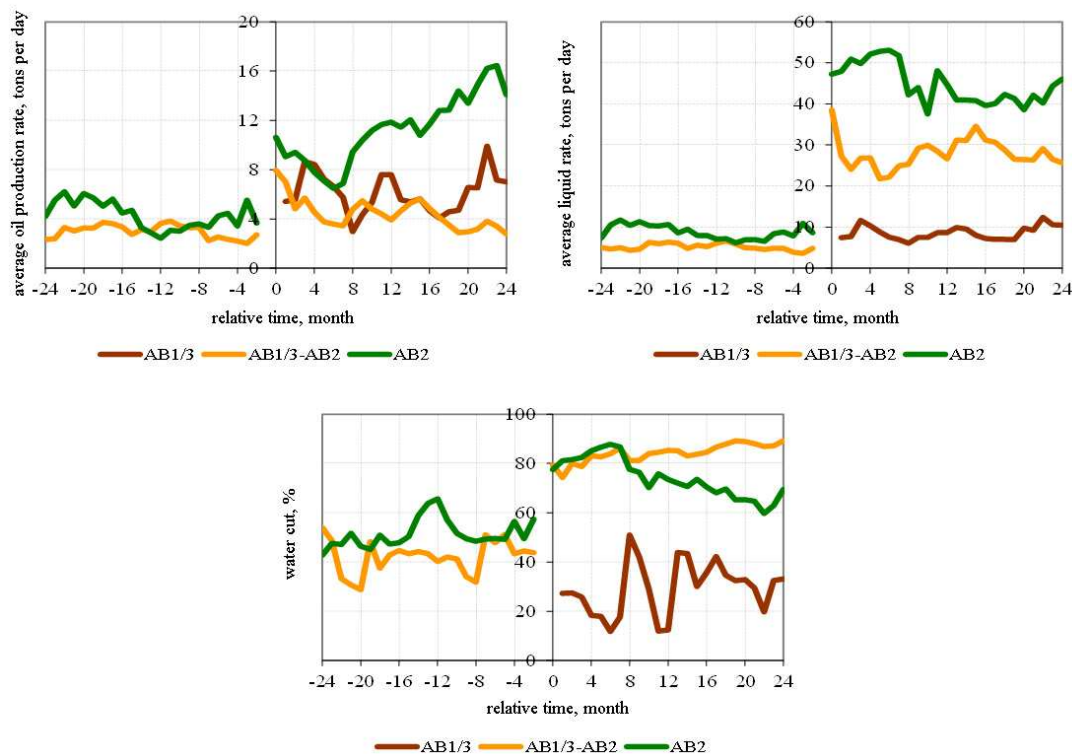 average oil production rate, tons per day
20
16
12
8
4
0
-24 -20 -16 -12 -8 -4 0 4 8 12 16 20 24
relative time, month
AB1/3 AB1/3-AB2 AB2
average liquid rate, tons per day
60
50
40
30
20
10
0
-24 -20 -16 -12 -8 -4 0 4 8 12 16 20 24
relative time, month
AB1/3 AB1/3-AB2 AB2
water cut, %
100
80
60
40
20
0
-24 -20 -16 -12 -8 -4 0 4 8 12 16 20 24
relative time, month
AB1/3 AB1/3-AB2 AB2